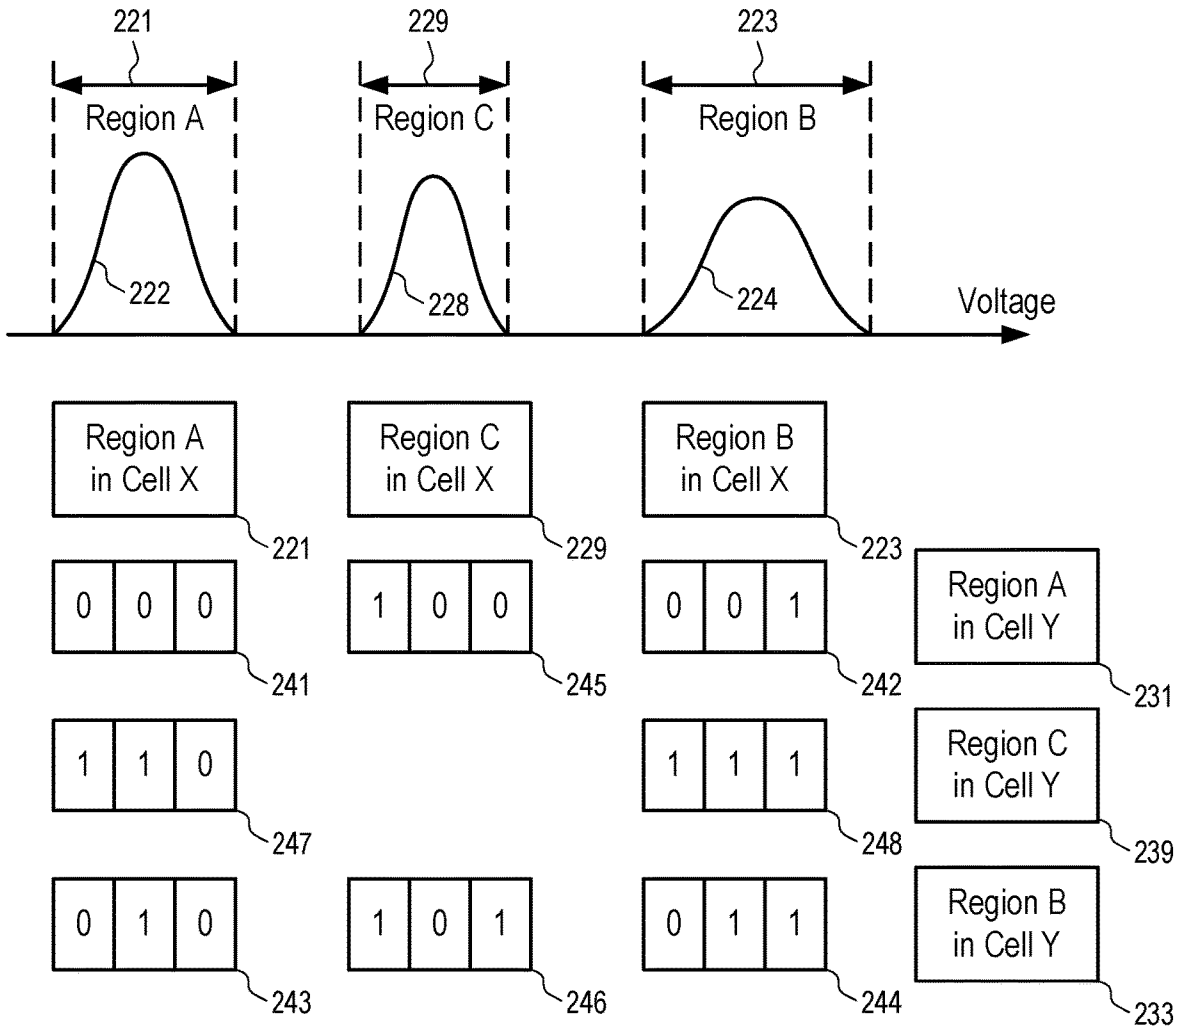 221 229 223
Region A Region C Region B
222 228 224 Voltage
Region A Region C Region B
in Cell X in Cell X in Cell X
221 229 223
0 0 0 1 0 0 0 0 1 Region A
in Cell Y
241 245 242 231
1 1 0 1 1 1 Region C
in Cell Y
247 248 239
0 1 0 1 0 1 0 1 1 Region B
in Cell Y
243 246 244 233